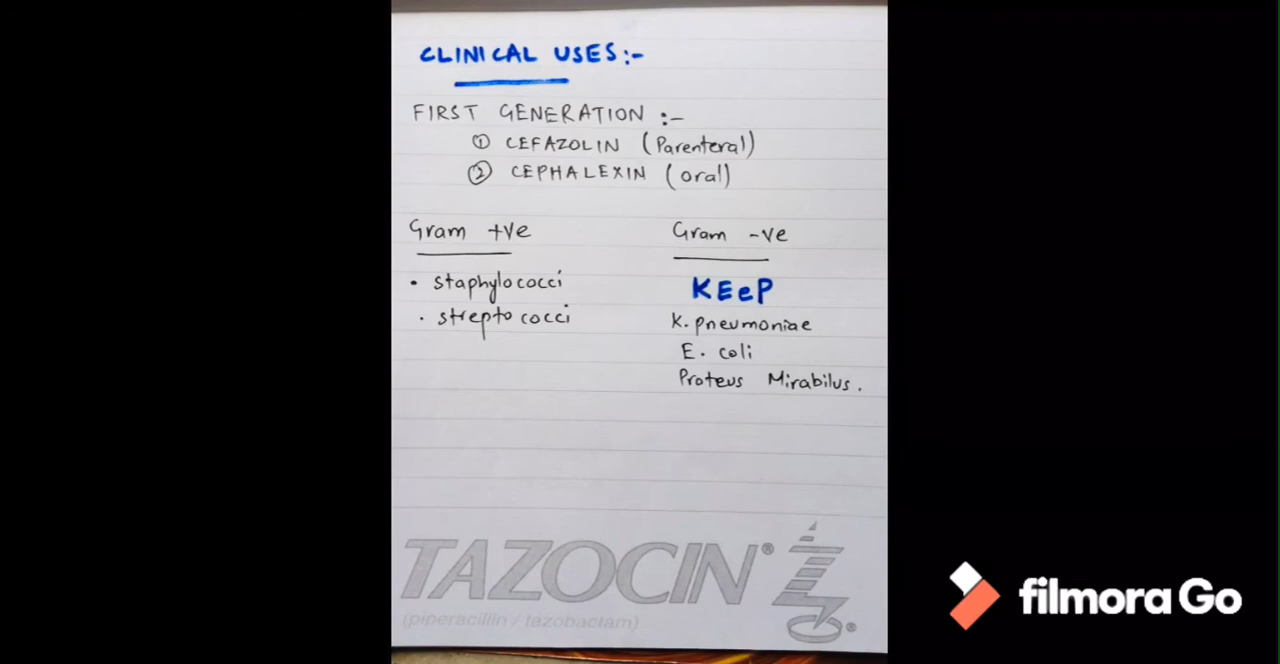 CLINICAL USES:-
FIRST GENERATION :-
① CEFAZOLIN (Parenteral)
② CEPHALEXIN (oral)
Gram +ve
• staphylococci
• streptococci
Gram -ve
KEeP
K. pneumoniae
E. coli
Proteus Mirabilus.
TAZOCIN®
(piperacillin / tazobactam)
®
filmora Go